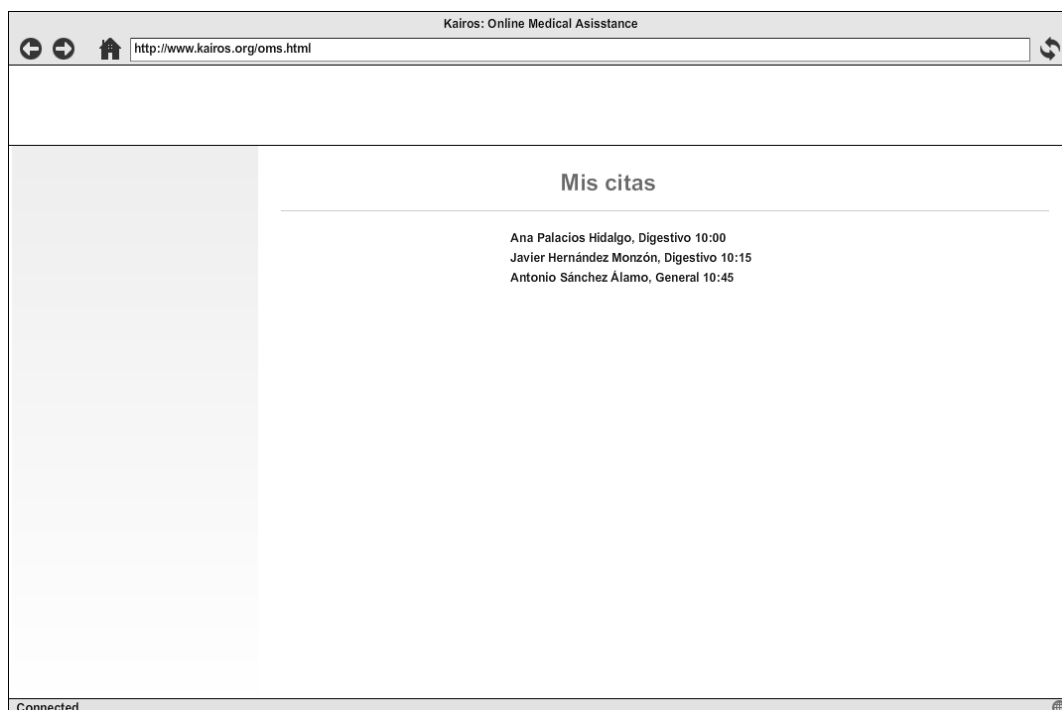 Kairos: Online Medical Asisstance
http://www.kairos.org/oms.html
Mis citas
Ana Palacios Hidalgo, Digestivo 10:00
Javier Hernández Monzón, Digestivo 10:15
Antonio Sánchez Álamo, General 10:45
Connected